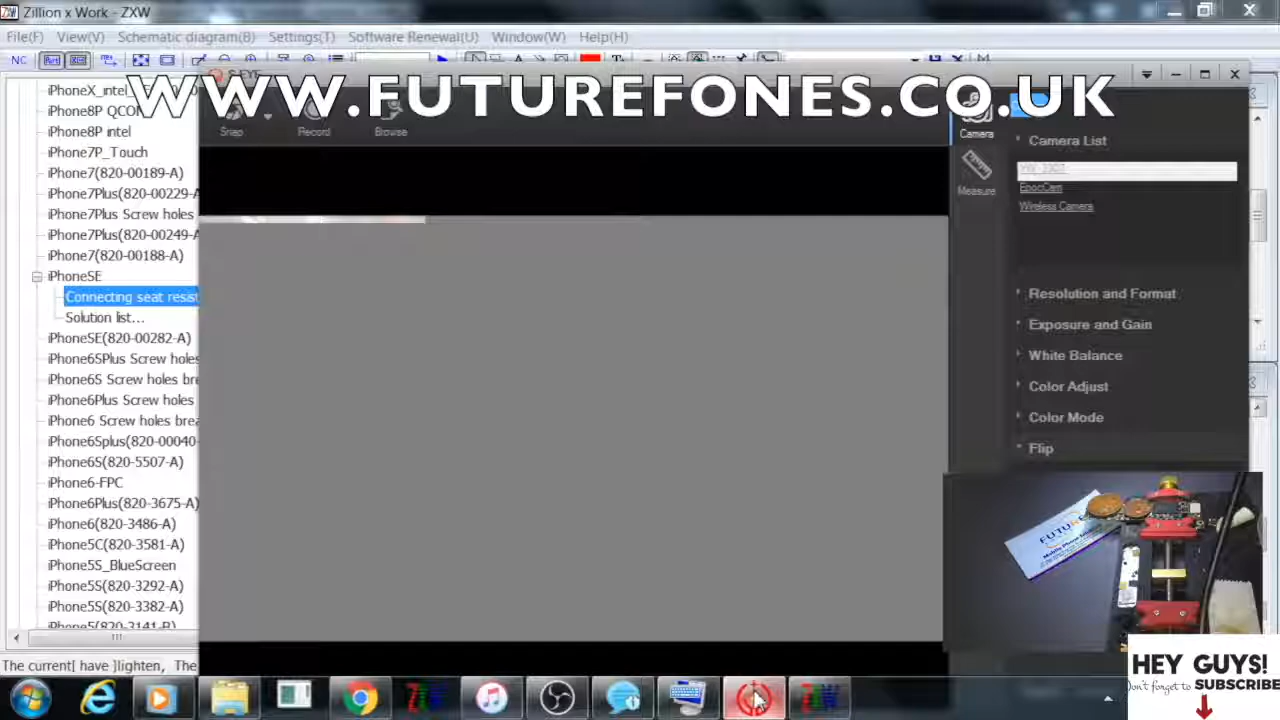 Zillion x Work - ZXW
File(F) View(V) Schematic diagram(B) Settings(T) Software Renewal(U) Window(W) Help(H)
NC
WWW.FUTUREFONES.CO.UK
Snap Record Browse
Camera
Measure
Camera List
EpocCam
Wireless Camera
Resolution and Format
Exposure and Gain
White Balance
Color Adjust
Color Mode
Flip
iPhoneX_intel
iPhone8P QCOM
iPhone8P intel
iPhone7P_Touch
iPhone7(820-00189-A)
iPhone7Plus(820-00229-A
iPhone7Plus Screw holes
iPhone7Plus(820-00249-A
iPhone7(820-00188-A)
iPhoneSE
Connecting seat resist
Solution list...
iPhoneSE(820-00282-A)
iPhone6SPlus Screw holes
iPhone6S Screw holes bre
iPhone6Plus Screw holes
iPhone6 Screw holes brea
iPhone6Splus(820-00040-
iPhone6S(820-5507-A)
iPhone6-FPC
iPhone6Plus(820-3675-A)
iPhone6(820-3486-A)
iPhone5C(820-3581-A)
iPhone5S_BlueScreen
iPhone5S(820-3292-A)
iPhone5S(820-3382-A)
iPhone5(820-3141-B)
The current[ have ]lighten, The
HEY GUYS!
Don't forget to SUBSCRIBE